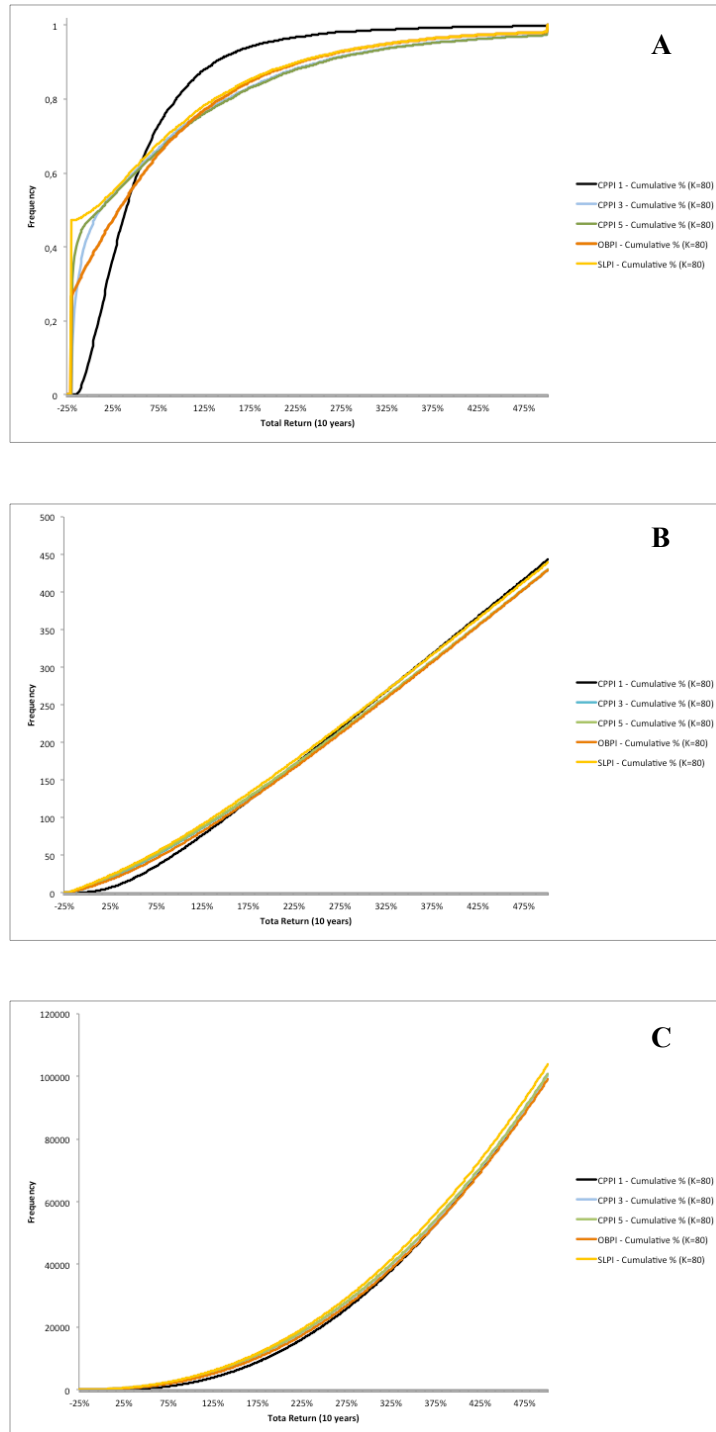 A
1
0,8
0,6
0,4
0,2
0
Frequency
-25% 25% 75% 125% 175% 225% 275% 325% 375% 425% 475%
Total Return (10 years)
CPPI 1 - Cumulative % (K=80)
CPPI 3 - Cumulative % (K=80)
CPPI 5 - Cumulative % (K=80)
OBPI - Cumulative % (K=80)
SLPI - Cumulative % (K=80)
B
500
450
400
350
300
250
200
150
100
50
0
Frequency
-25% 25% 75% 125% 175% 225% 275% 325% 375% 425% 475%
Tota Return (10 years)
CPPI 1 - Cumulative % (K=80)
CPPI 3 - Cumulative % (K=80)
CPPI 5 - Cumulative % (K=80)
OBPI - Cumulative % (K=80)
SLPI - Cumulative % (K=80)
C
120000
100000
80000
60000
40000
20000
0
Frequency
-25% 25% 75% 125% 175% 225% 275% 325% 375% 425% 475%
Tota Return (10 years)
CPPI 1 - Cumulative % (K=80)
CPPI 3 - Cumulative % (K=80)
CPPI 5 - Cumulative % (K=80)
OBPI - Cumulative % (K=80)
SLPI - Cumulative % (K=80)